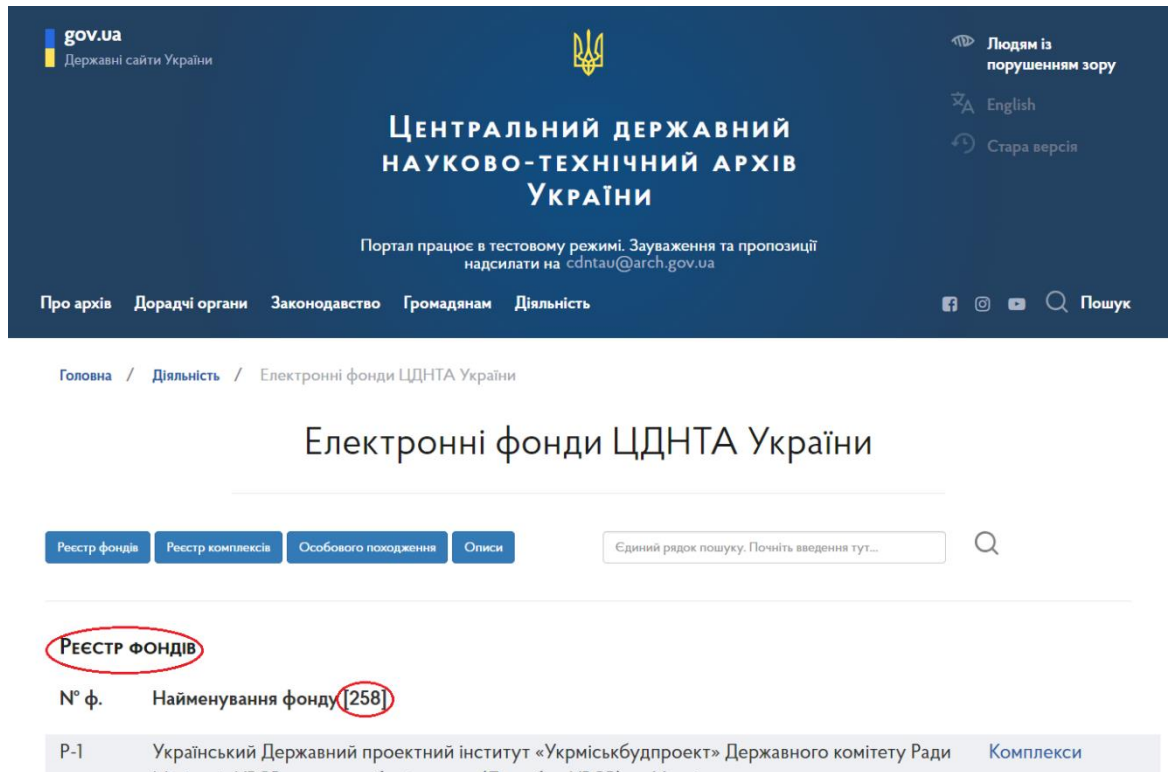 gov.ua
Державні сайти України
Людям із
порушенням зору
English
Стара версія
Центральний державний
науково-технічний архів
України
Портал працює в тестовому режимі. Зауваження та пропозиції
надсилати на cdntau@arch.gov.ua
Про архів Дорадчі органи Законодавство Громадянам Діяльність Пошук
Головна / Діяльність / Електронні фонди ЦДНТА України
Електронні фонди ЦДНТА України
Реєстр фондів Реєстр комплексів Особового походження Описи Єдиний рядок пошуку. Почніть введення тут...
Реєстр фондів
№ ф. Найменування фонду [258]
Р-1 Український Державний проектний інститут «Укрміськбудпроект» Державного комітету Ради Комплекси